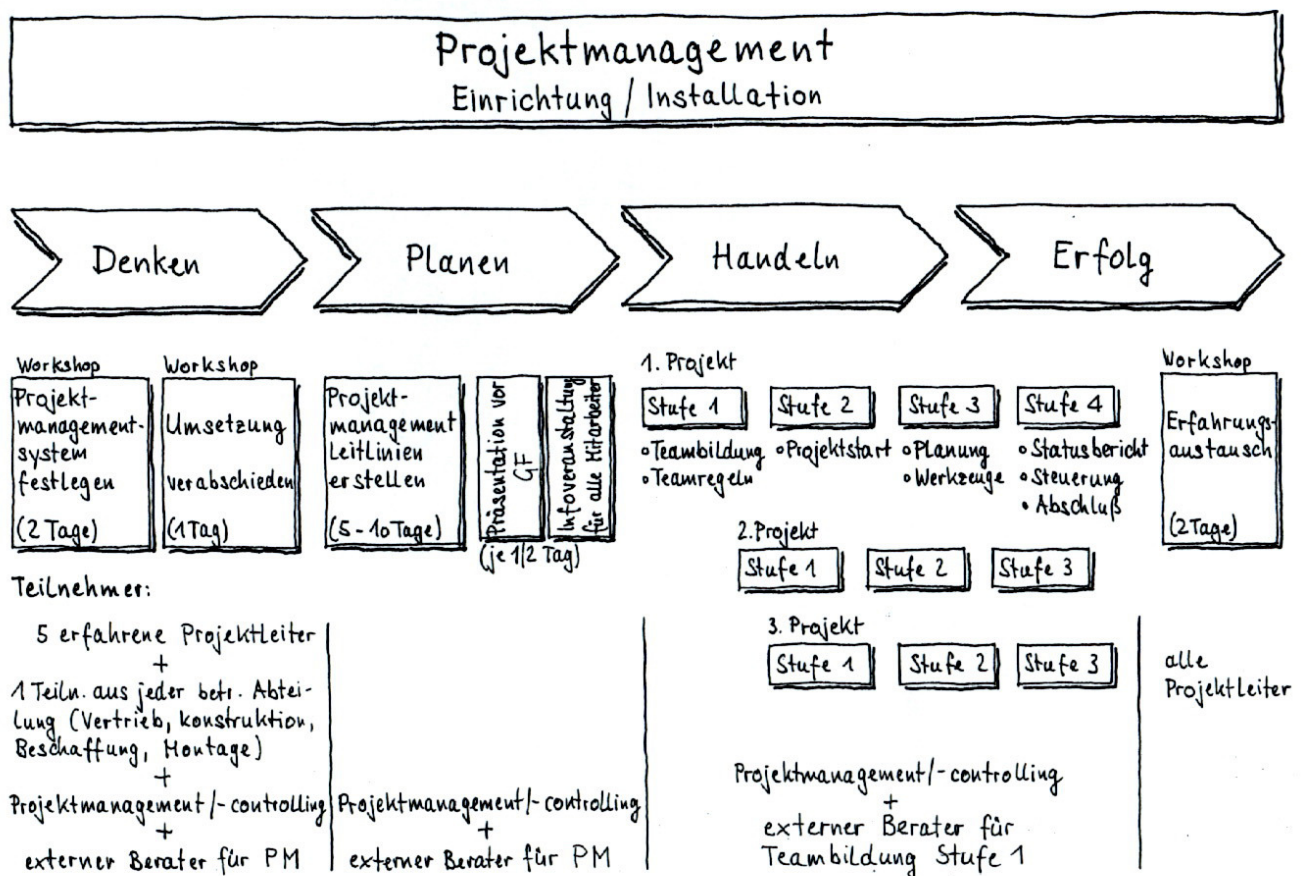 Projektmanagement
Einrichtung / Installation
Denken
Planen
Handeln
Erfolg
Workshop
Projekt-
management-
system
festlegen
(2 Tage)
Workshop
Umsetzung
verabschieden
(1 Tag)
Projekt-
management
Leitlinien
erstellen
(5 - 10 Tage)
Präsentation vor
GF
Infoveranstaltung
für alle Mitarbeiter
(je 1/2 Tag)
1. Projekt
Stufe 1
• Teambildung
• Teamregeln
Stufe 2
• Projektstart
Stufe 3
• Planung
• Werkzeuge
Stufe 4
• Statusbericht
• Steuerung
• Abschluß
2. Projekt
Stufe 1
Stufe 2
Stufe 3
3. Projekt
Stufe 1
Stufe 2
Stufe 3
Workshop
Erfahrungs-
austausch
(2 Tage)
Teilnehmer:
5 erfahrene Projektleiter
+
1 Teiln. aus jeder betr. Abtei-
lung (Vertrieb, Konstruktion,
Beschaffung, Montage)
+
Projektmanagement/-controlling
+
externer Berater für PM
Projektmanagement/-controlling
+
externer Berater für PM
Projektmanagement/-controlling
+
externer Berater für
Teambildung Stufe 1
alle
Projektleiter